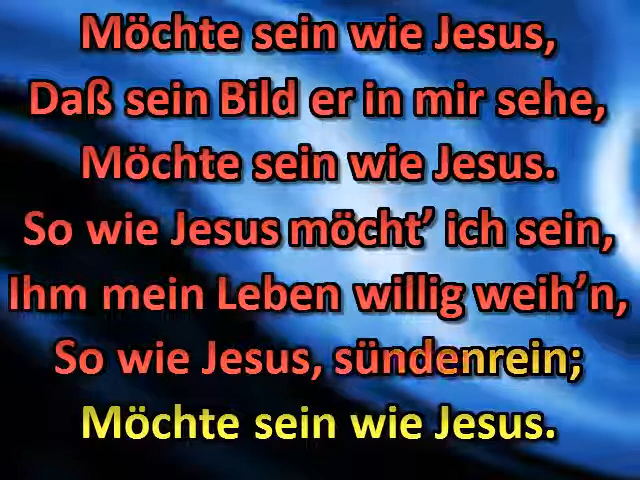 Möchte sein wie Jesus,
Daß sein Bild er in mir sehe,
Möchte sein wie Jesus.
So wie Jesus möcht’ ich sein,
Ihm mein Leben willig weih’n,
So wie Jesus, sündenrein;
Möchte sein wie Jesus.